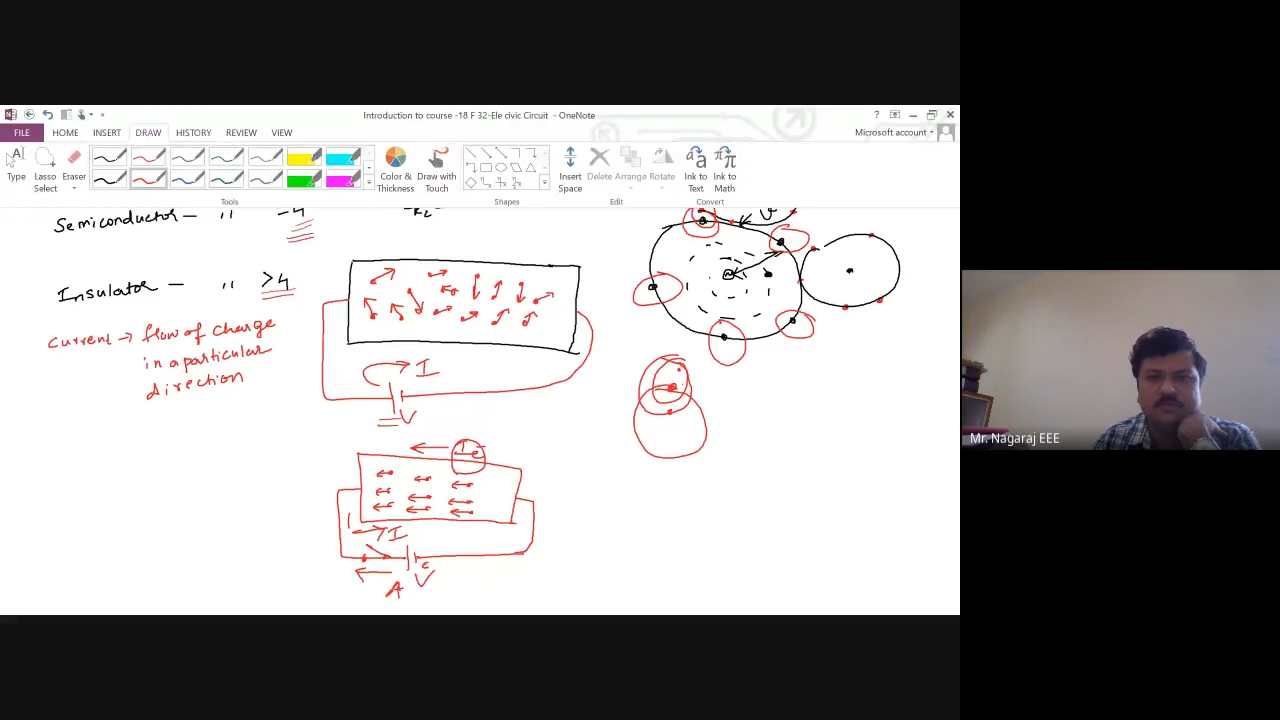 Introduction to course -18 F 32-Ele civic Circuit - OneNote
FILE HOME INSERT DRAW HISTORY REVIEW VIEW
Microsoft account
Type
Lasso Select
Eraser
Color & Thickness
Draw with Touch
Insert Space
Delete
Arrange
Rotate
Ink to Text
Ink to Math
Tools
Shapes
Edit
Convert
Semiconductor — ,, -4
Insulator — ,, >4
current → flow of charge
in a particular
direction
I
V
e-
I
A
V
v
Mr. Nagaraj EEE